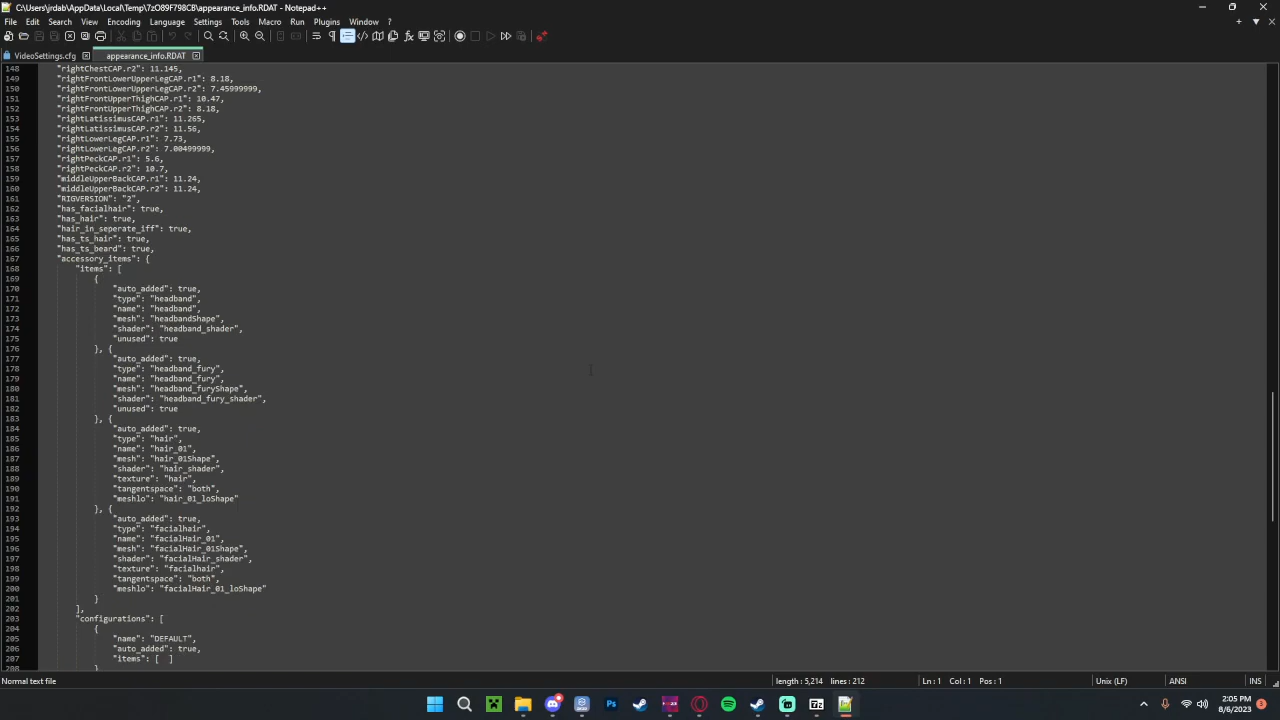 C:\Users\jrdab\AppData\Local\Temp\7zO89F798CB\appearance_info.RDAT - Notepad++
File Edit Search View Encoding Language Settings Tools Macro Run Plugins Window ?
VideoSettings.cfg appearance_info.RDAT
148 "rightChestCAP.r2": 11.145,
149 "rightFrontLowerUpperLegCAP.r1": 8.18,
150 "rightFrontLowerUpperLegCAP.r2": 7.45999999,
151 "rightFrontUpperThighCAP.r1": 10.47,
152 "rightFrontUpperThighCAP.r2": 8.18,
153 "rightLatissimusCAP.r1": 11.265,
154 "rightLatissimusCAP.r2": 11.56,
155 "rightLowerLegCAP.r1": 7.73,
156 "rightLowerLegCAP.r2": 7.00499999,
157 "rightPeckCAP.r1": 5.6,
158 "rightPeckCAP.r2": 10.7,
159 "middleUpperBackCAP.r1": 11.24,
160 "middleUpperBackCAP.r2": 11.24,
161 "RIGVERSION": "2",
162 "has_facialhair": true,
163 "has_hair": true,
164 "hair_in_seperate_iff": true,
165 "has_ts_hair": true,
166 "has_ts_beard": true,
167 "accessory_items": {
168 "items": [
169 {
170 "auto_added": true,
171 "type": "headband",
172 "name": "headband",
173 "mesh": "headbandShape",
174 "shader": "headband_shader",
175 "unused": true
176 }, {
177 "auto_added": true,
178 "type": "headband_fury",
179 "name": "headband_fury",
180 "mesh": "headband_furyShape",
181 "shader": "headband_fury_shader",
182 "unused": true
183 }, {
184 "auto_added": true,
185 "type": "hair",
186 "name": "hair_01",
187 "mesh": "hair_01Shape",
188 "shader": "hair_shader",
189 "texture": "hair",
190 "tangentspace": "both",
191 "meshlo": "hair_01_loShape"
192 }, {
193 "auto_added": true,
194 "type": "facialhair",
195 "name": "facialHair_01",
196 "mesh": "facialHair_01Shape",
197 "shader": "facialHair_shader",
198 "texture": "facialhair",
199 "tangentspace": "both",
200 "meshlo": "facialHair_01_loShape"
201 }
202 ],
203 "configurations": [
204 {
205 "name": "DEFAULT",
206 "auto_added": true,
207 "items": [ ]
208 }
Normal text file length : 5,214 lines : 212 Ln : 1 Col : 1 Pos : 1 Unix (LF) ANSI INS
2:05 PM
8/6/2023